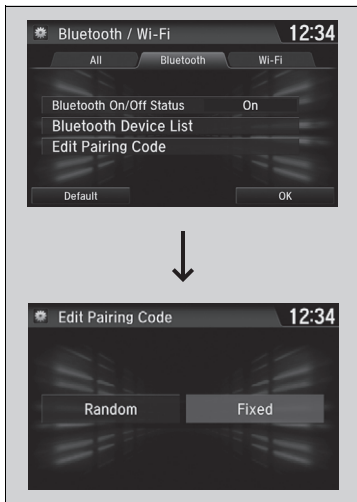 Bluetooth / Wi-Fi 12:34
All Bluetooth Wi-Fi
Bluetooth On/Off Status On
Bluetooth Device List
Edit Pairing Code
Default OK
Edit Pairing Code 12:34
Random Fixed